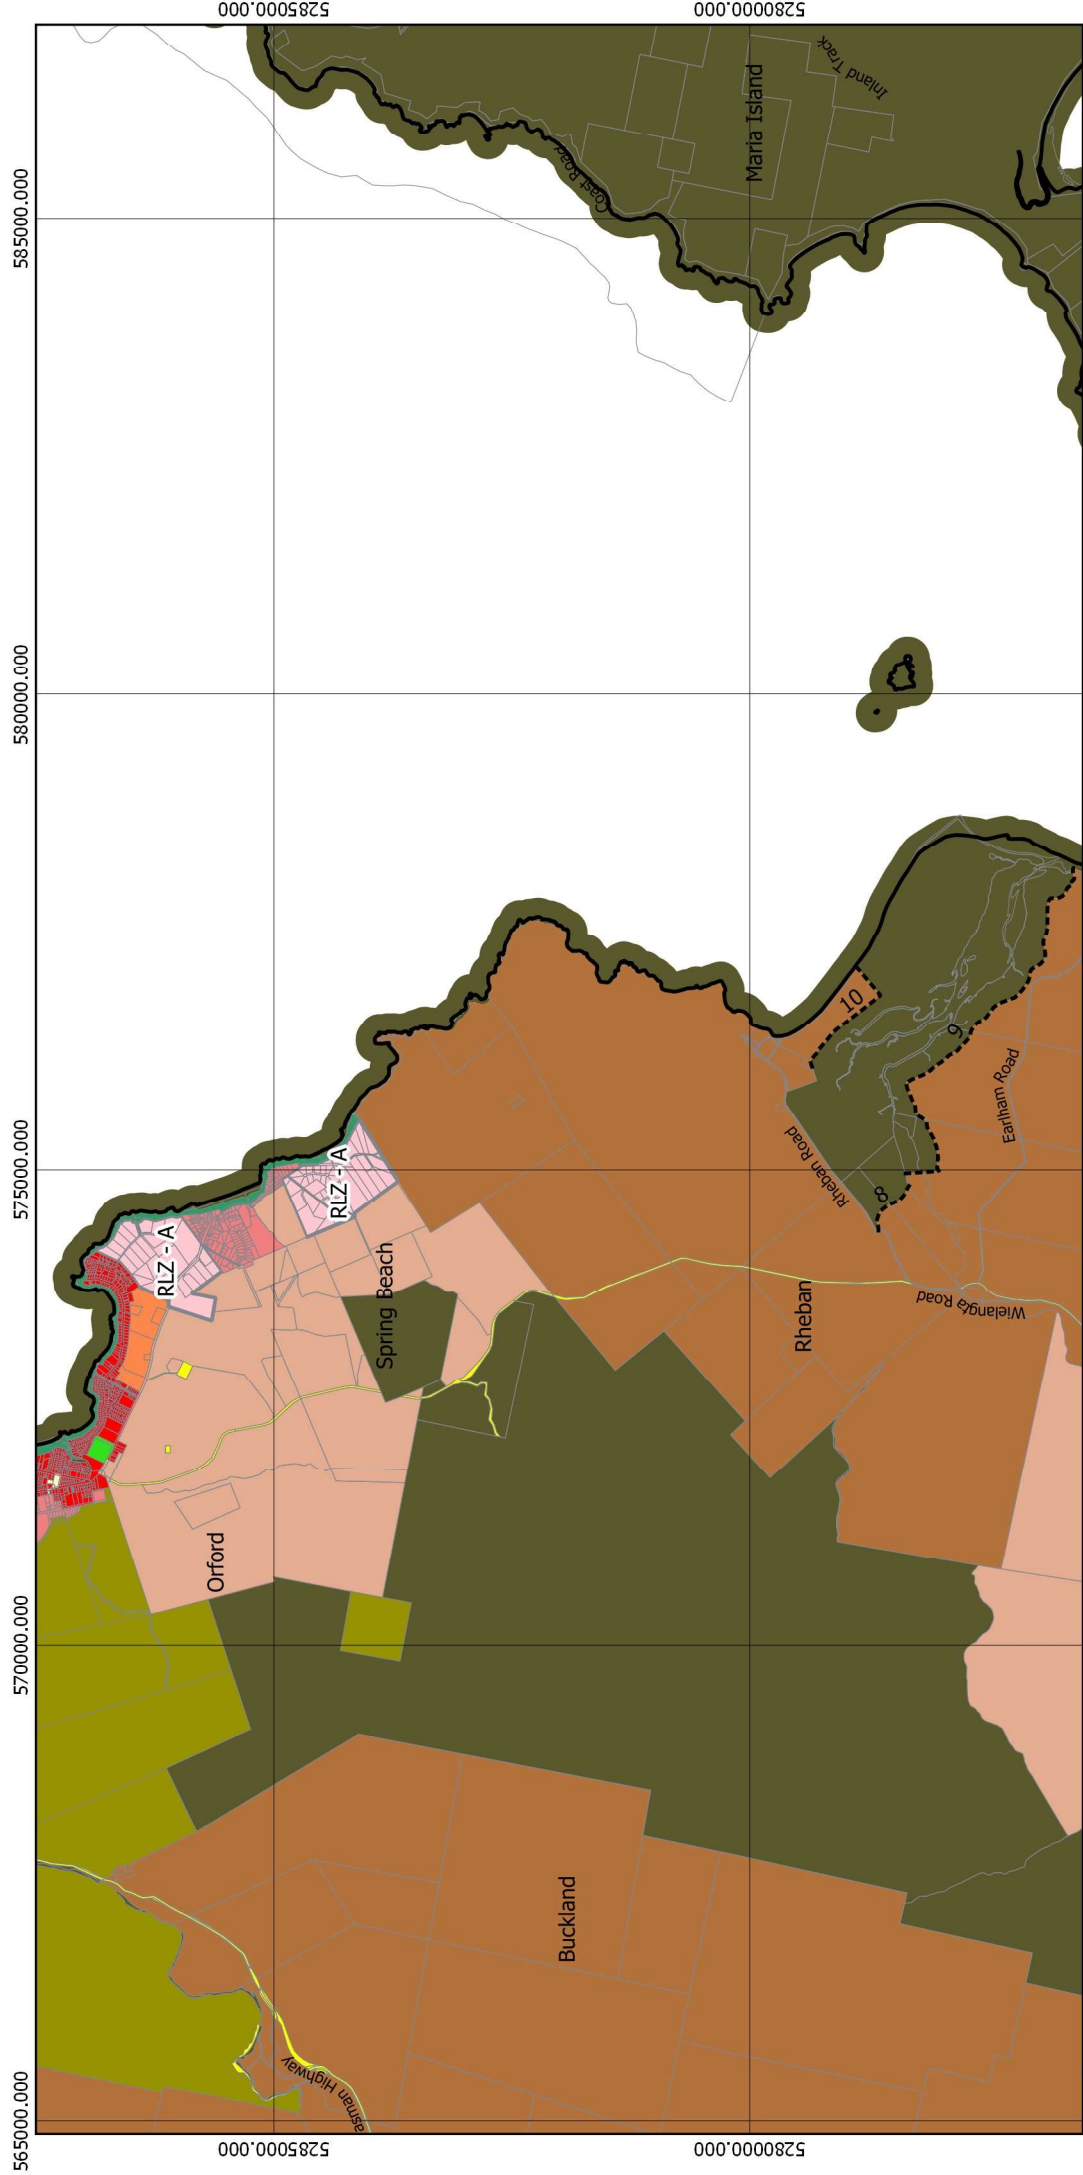 5285000.000
5280000.000
585000.000
580000.000
575000.000
570000.000
565000.000
Maria Island
Inland Track
Coast Road
RLZ - A
RLZ - A
Spring Beach
Orford
Rheban
Rheban Road
Wielangta Road
Earlham Road
10
9
8
Buckland
asman Highway
5285000.000
5280000.000